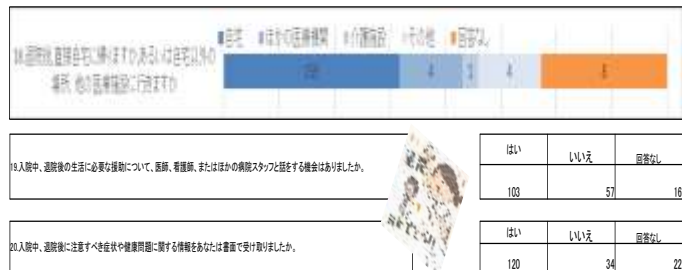 自宅 ほかの医療機関 介護施設 その他 回答なし
18.退院後、直接自宅に帰りますか、あるいは自宅以外の
場所、他の医療施設に行きますか
4
4
はい いいえ 回答なし
19.入院中、退院後の生活に必要な援助について、医師、看護師、またはほかの病院スタッフと話をする機会はありましたか。
103 57 16
はい いいえ 回答なし
20.入院中、退院後に注意すべき症状や健康問題に関する情報をあなたは書面で受け取りましたか。
120 34 22